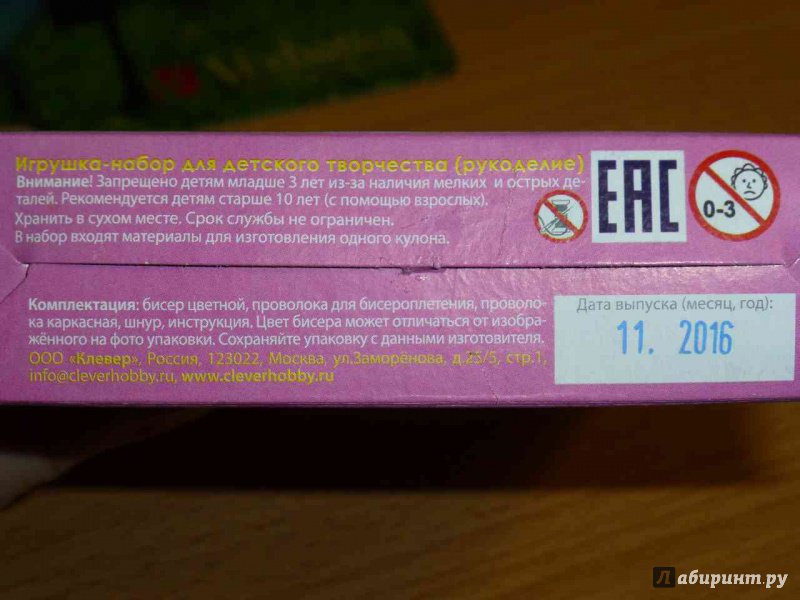 Игрушка-набор для детского творчества (рукоделие)
Внимание! Запрещено детям младше 3 лет из-за наличия мелких и острых де-
талей. Рекомендуется детям старше 10 лет (с помощью взрослых).
Хранить в сухом месте. Срок службы не ограничен.
В набор входят материалы для изготовления одного кулона.
EAC
0-3
Комплектация: бисер цветной, проволока для бисероплетения, проволо-
ка каркасная, шнур, инструкция. Цвет бисера может отличаться от изобра-
жённого на фото упаковки. Сохраняйте упаковку с данными изготовителя.
ООО «Клевер», Россия, 123022, Москва, ул.Заморёнова, д.25/5, стр.1,
info@cleverhobby.ru, www.cleverhobby.ru
Дата выпуска (месяц, год):
11. 2016
Лабиринт.ру